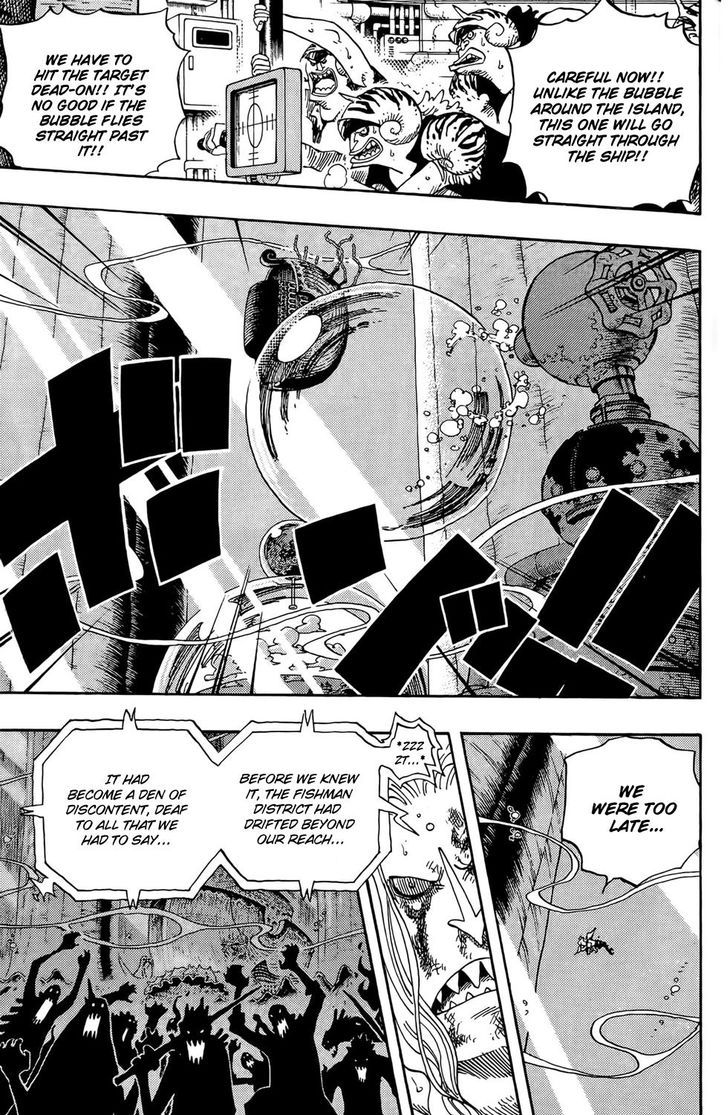 CAREFUL NOW!!
UNLIKE THE BUBBLE
AROUND THE ISLAND,
THIS ONE WILL GO
STRAIGHT THROUGH
THE SHIP!!
WE HAVE TO
HIT THE TARGET
DEAD-ON!! IT'S
NO GOOD IF THE
BUBBLE FLIES
STRAIGHT PAST
IT!!
WE
WERE TOO
LATE...
*ZZZ
ZT...*
BEFORE WE KNEW
IT, THE FISHMAN
DISTRICT HAD
DRIFTED BEYOND
OUR REACH...
IT HAD
BECOME A DEN OF
DISCONTENT, DEAF
TO ALL THAT WE
HAD TO SAY...